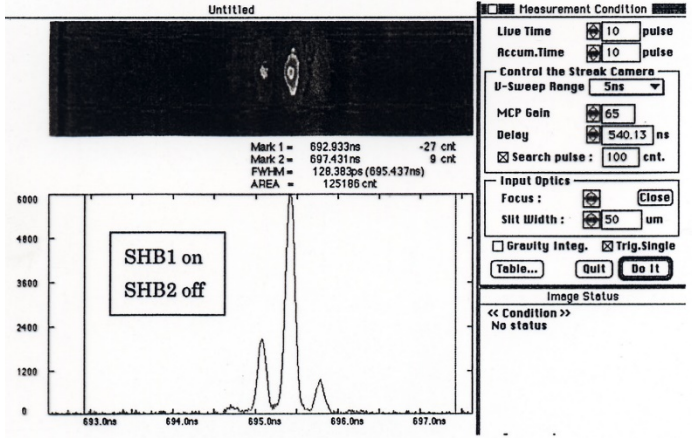 Untitled
Mark 1 = 692.933ns -27 cnt
Mark 2 = 697.431ns 9 cnt
FWHM = 128.383ps (695.437ns)
AREA = 125186 cnt
6000
4800
3600
2400
1200
0
SHB1 on
SHB2 off
693.0ns 694.0ns 695.0ns 696.0ns 697.0ns
Measurement Condition
Live Time 10 pulse
Accum.Time 10 pulse
Control the Streak Camera
V-Sweep Range 5ns
MCP Gain 65
Delay 540.13 ns
Search pulse : 100 cnt.
Input Optics
Focus : Close
Slit Width : 50 um
Gravity Integ. Trig.Single
Table... Quit Do It
Image Status
<< Condition >>
No status